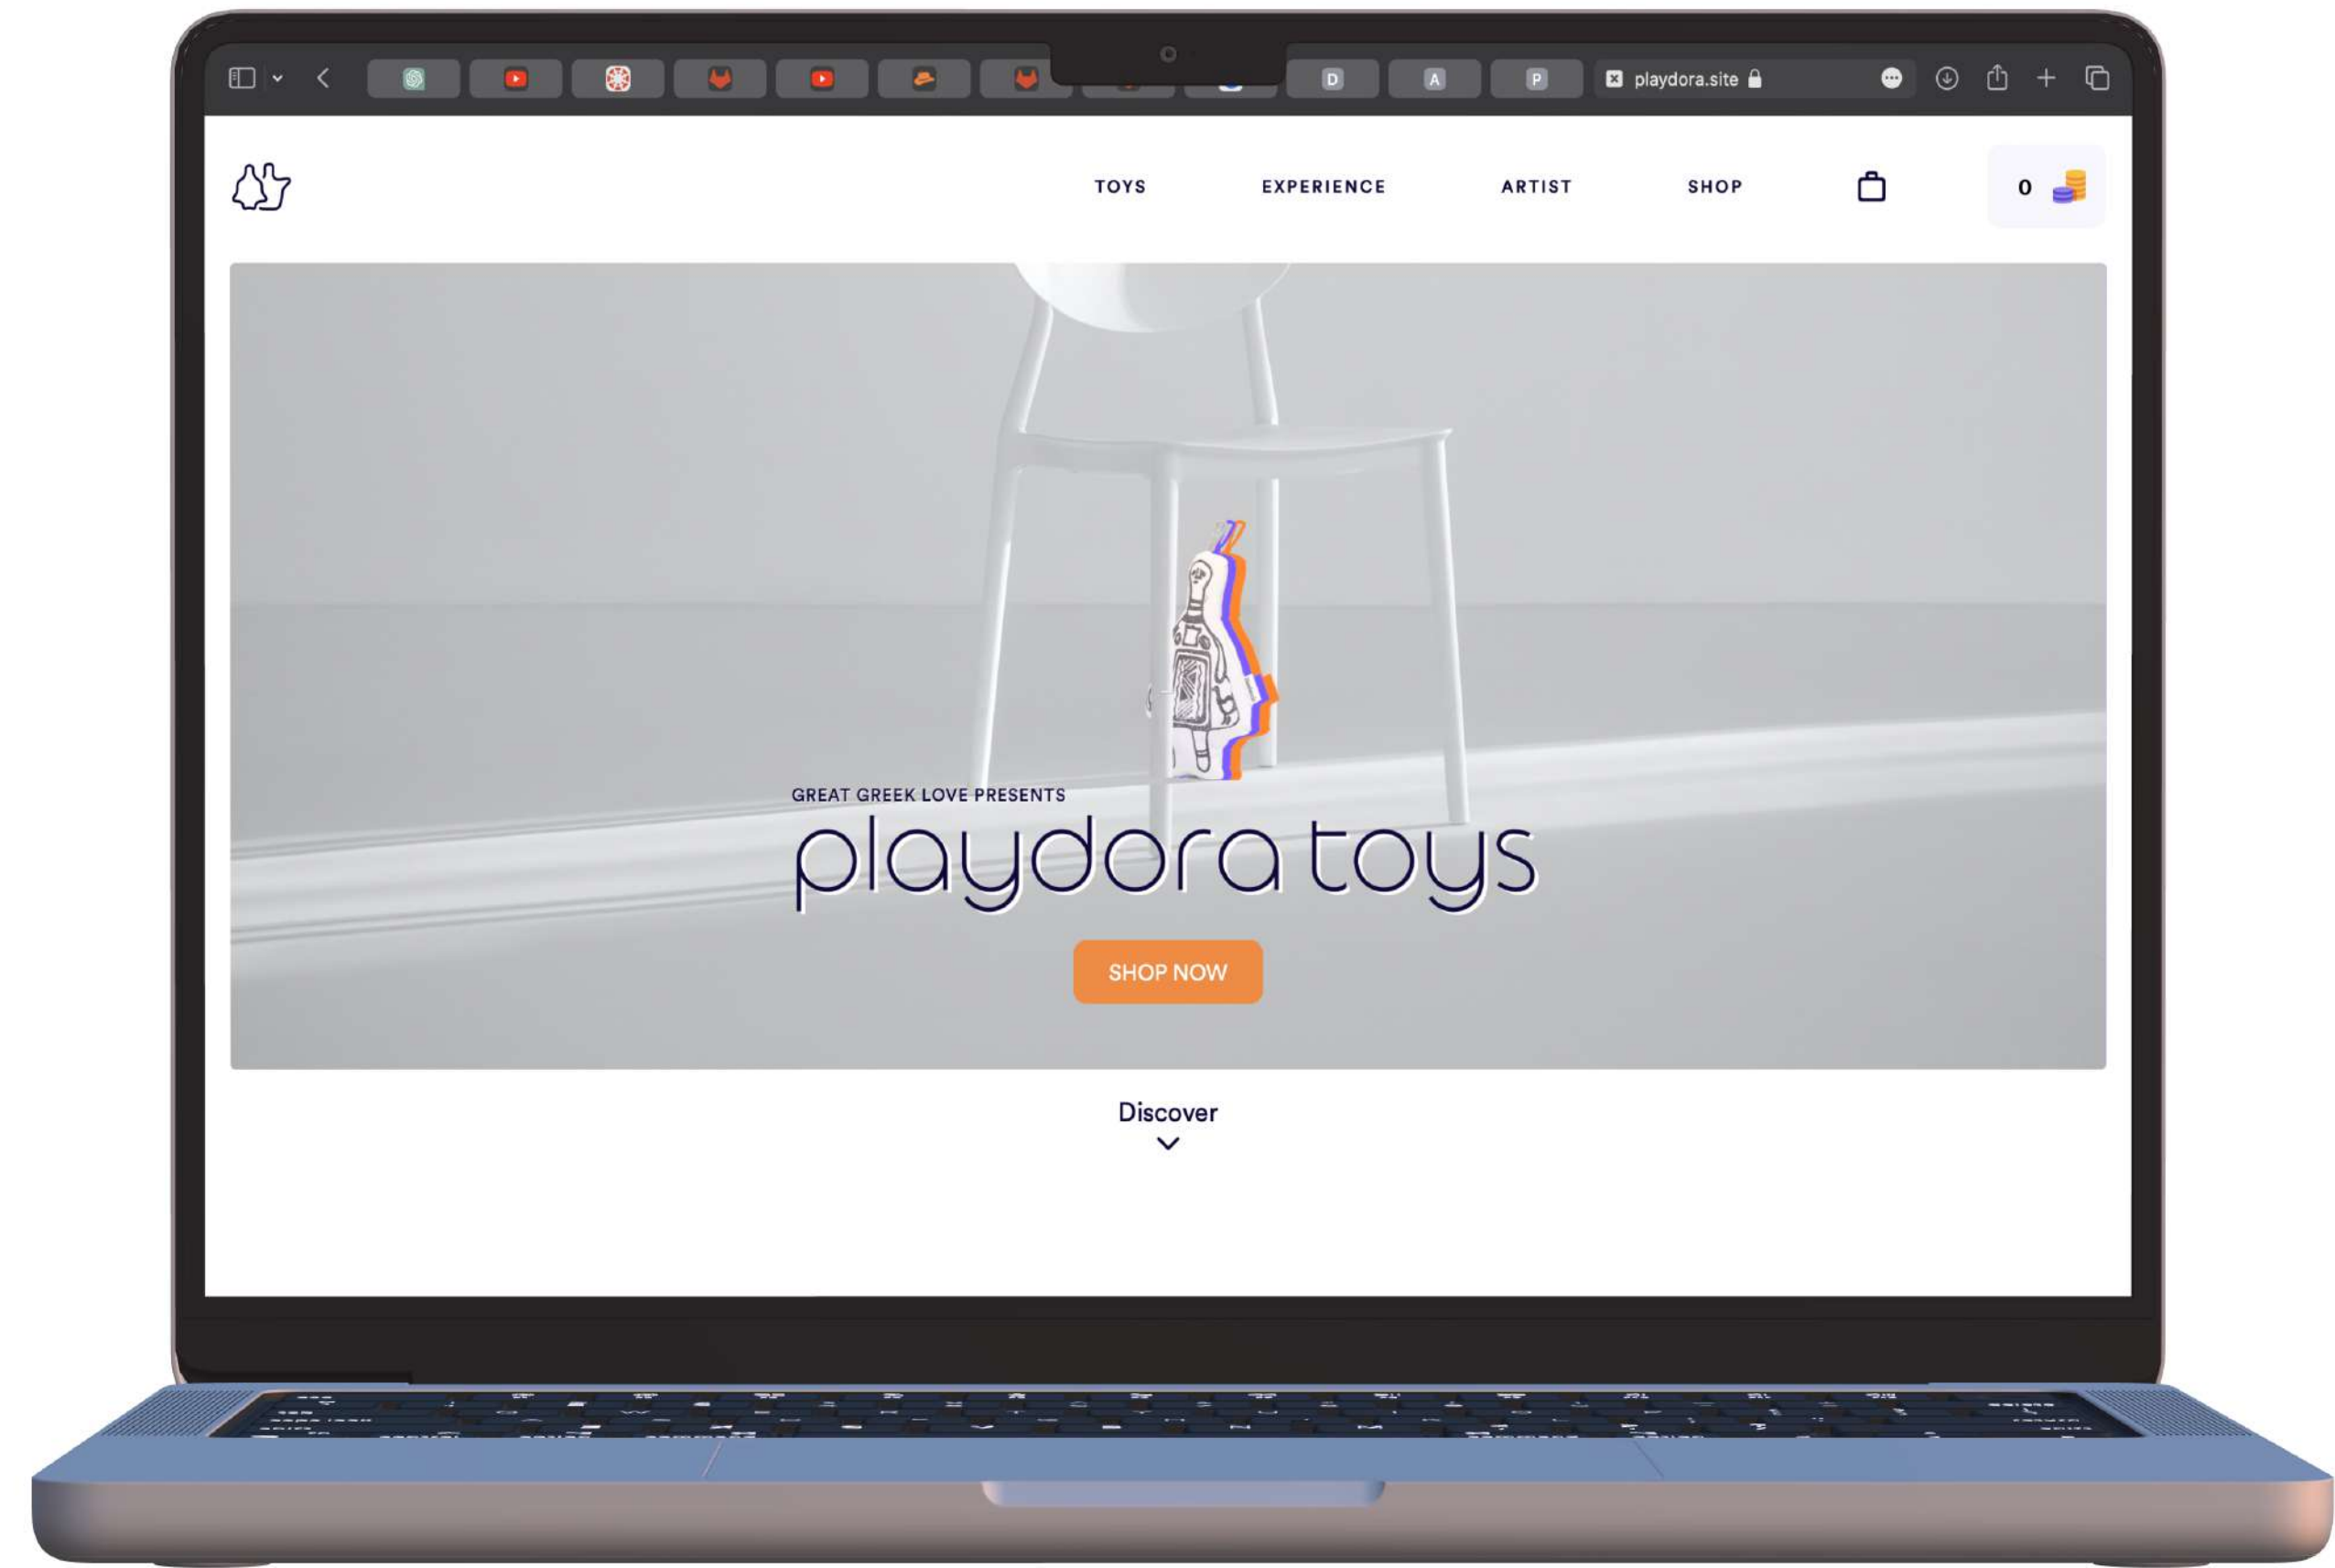 D A P playdora.site
TOYS EXPERIENCE ARTIST SHOP 0
GREAT GREEK LOVE PRESENTS
playdora toys
SHOP NOW
Discover